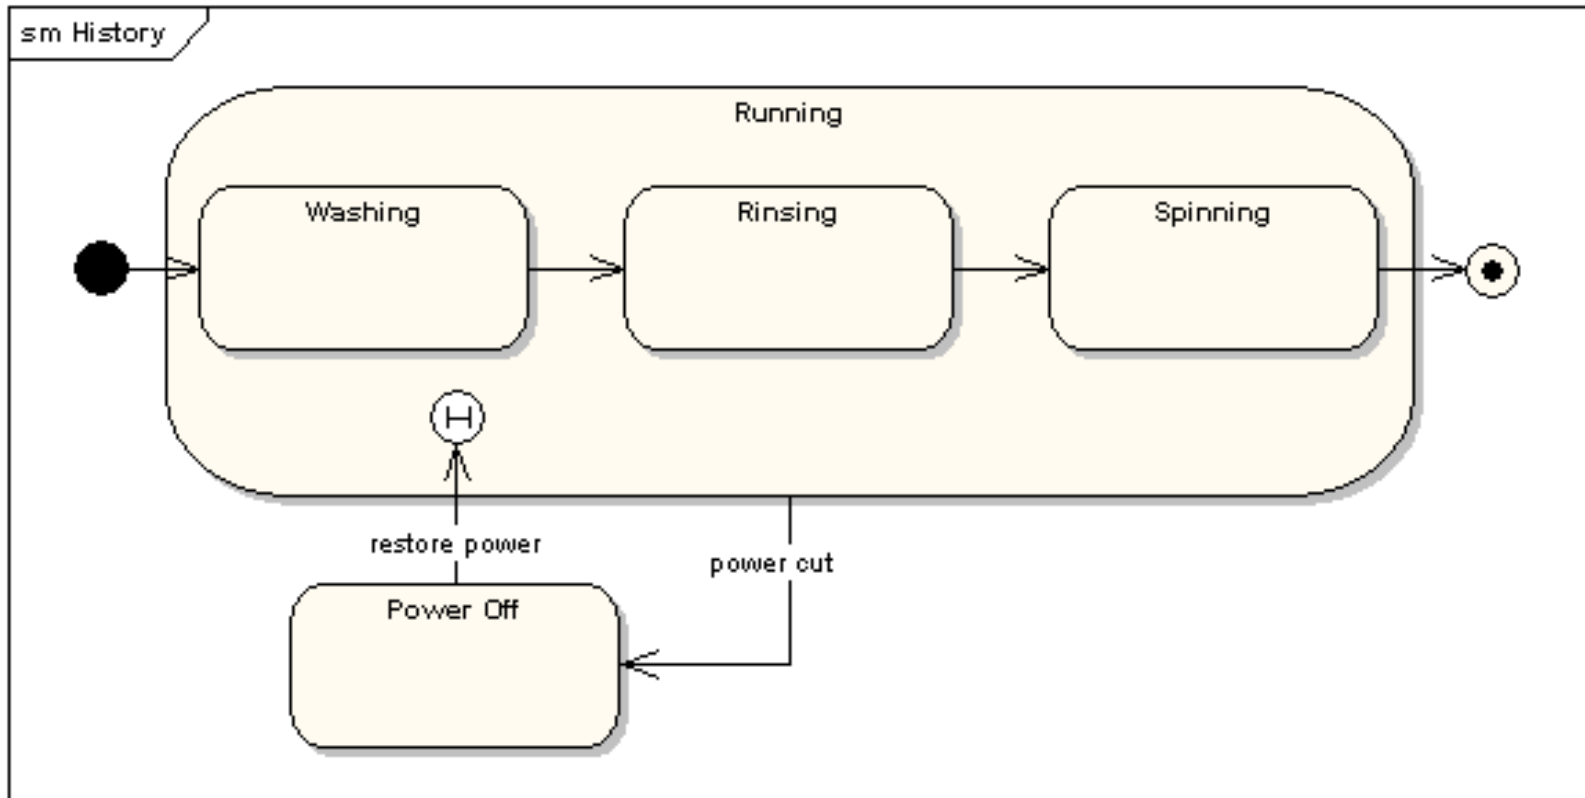 sm History
Running
Washing
Rinsing
Spinning
H
restore power
power cut
Power Off